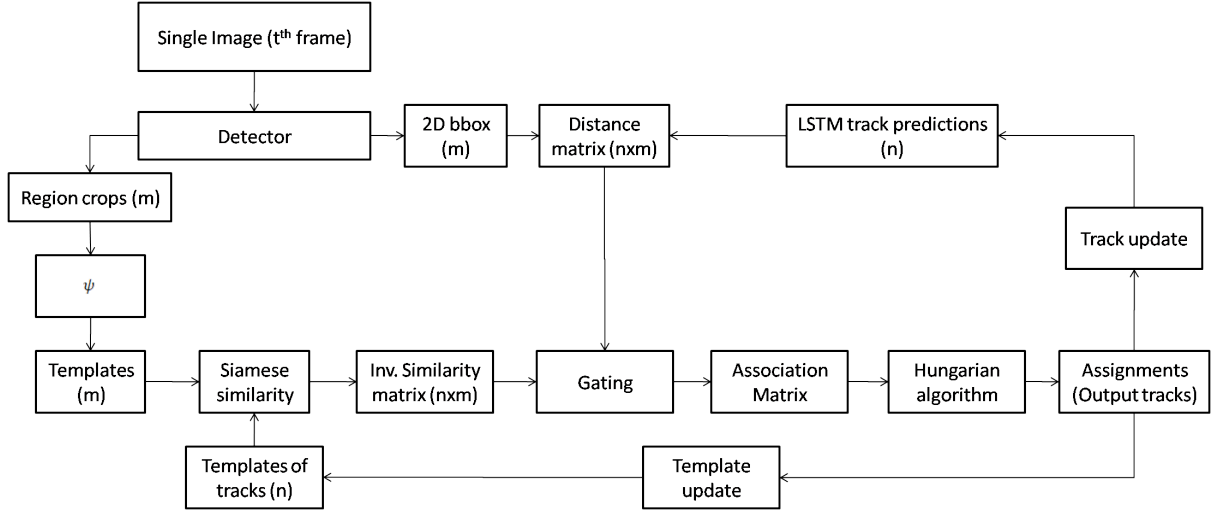 Single Image (tth frame)
Detector
2D bbox
(m)
Distance
matrix (nxm)
LSTM track predictions
(n)
Region crops (m)
Track update
ψ
Templates
(m)
Siamese
similarity
Inv. Similarity
matrix (nxm)
Gating
Association
Matrix
Hungarian
algorithm
Assignments
(Output tracks)
Templates of
tracks (n)
Template
update